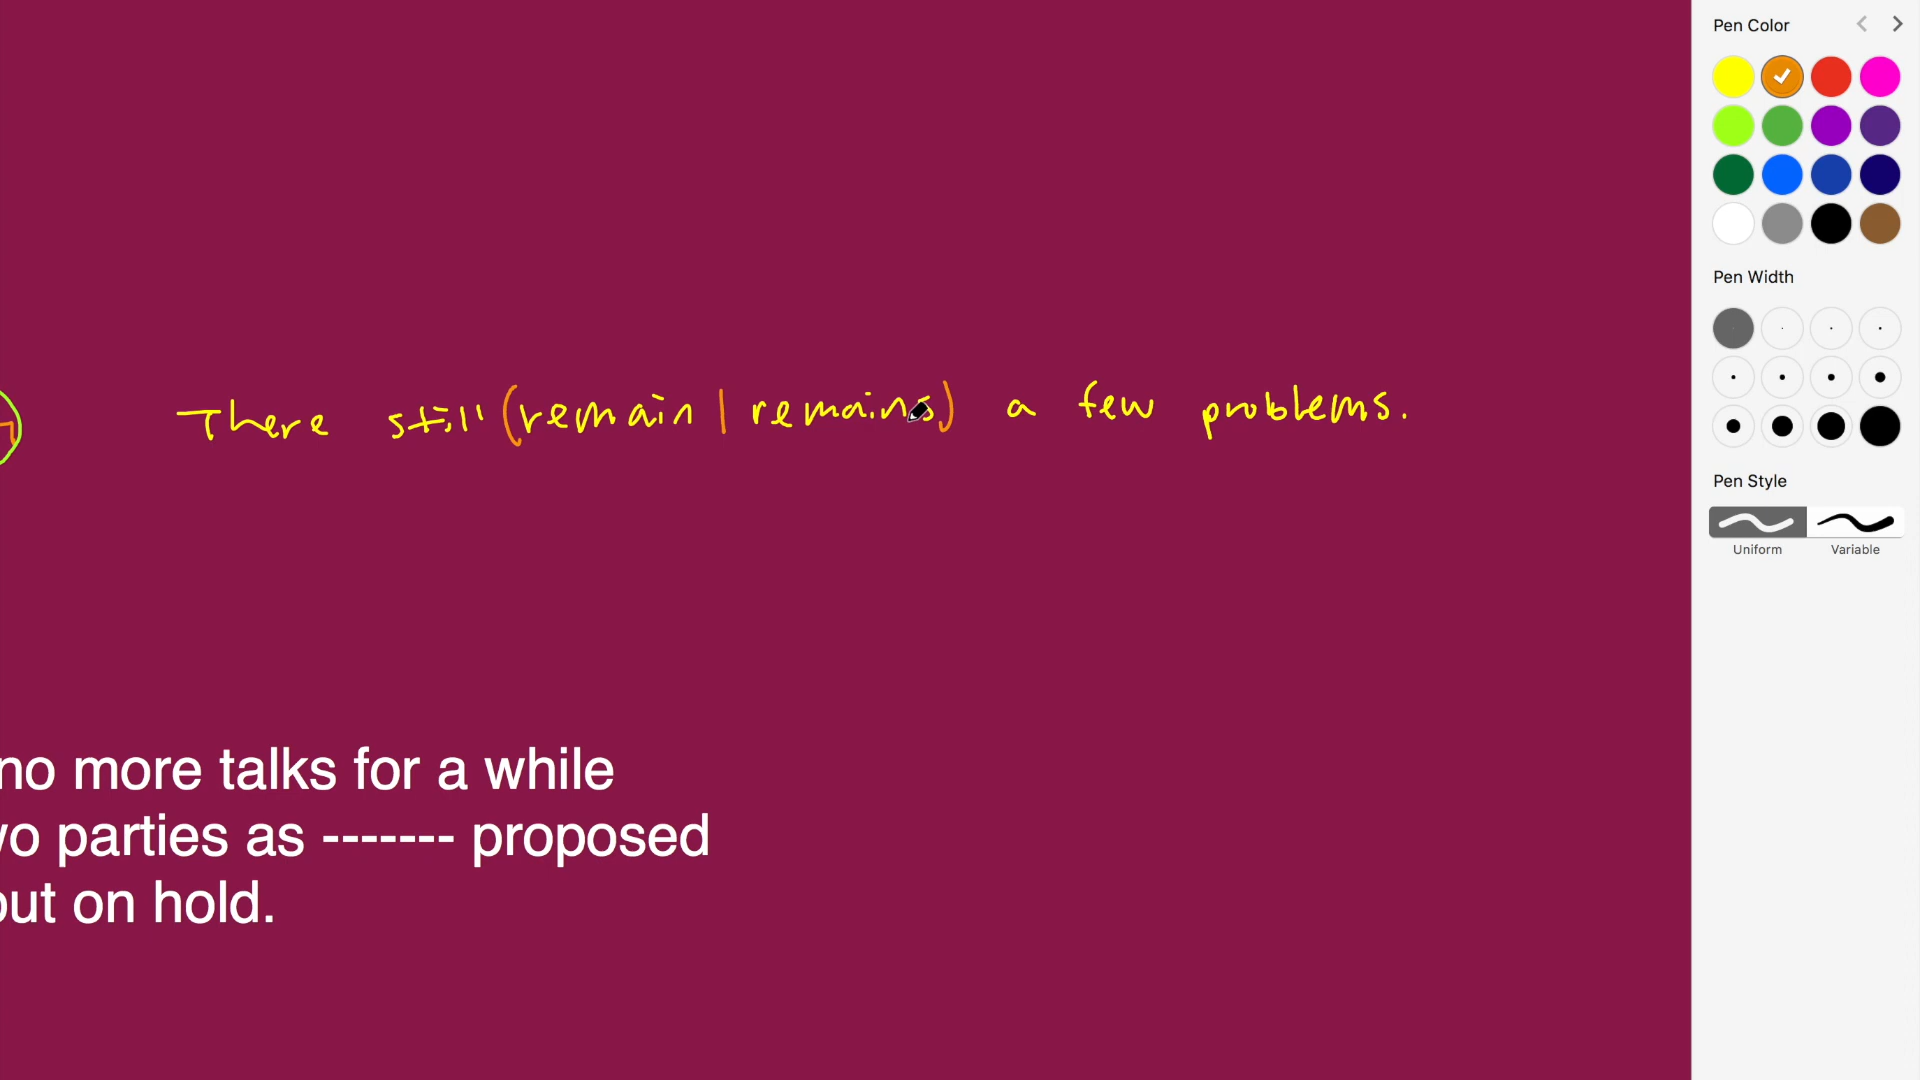 There still (remain | remains) a few problems.
no more talks for a while
parties as ------- proposed
on hold.
Pen Color
Pen Width
Pen Style
Uniform Variable